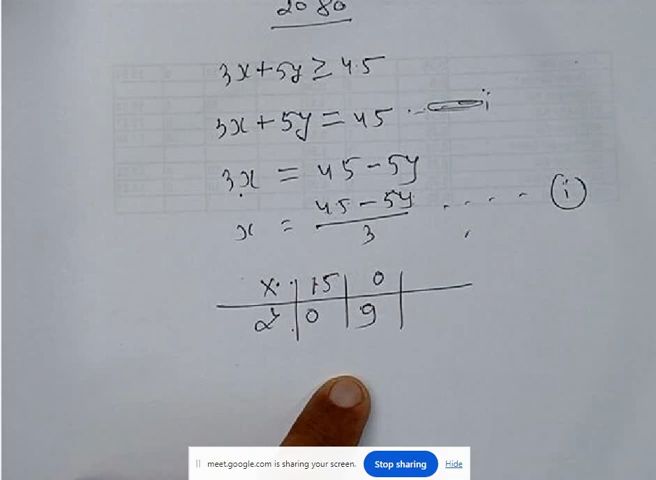 2080
3x+5y ≥ 45
3x + 5y = 45 ... i
3x = 45 - 5y
x = 45 - 5y / 3 .... (i)
x 15 0
y 0 9
meet.google.com is sharing your screen. Stop sharing Hide